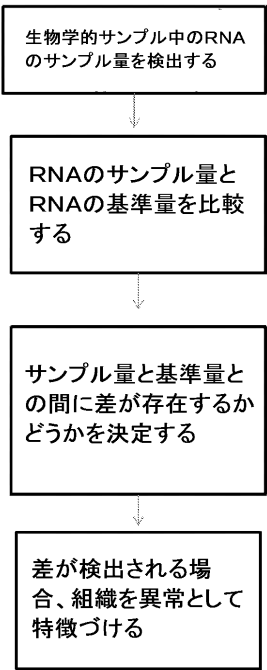 生物学的サンプル中のRNA
のサンプル量を検出する
RNAのサンプル量と
RNAの基準量を比較
する
サンプル量と基準量と
の間に差が存在するか
どうかを決定する
差が検出される場
合、組織を異常として
特徴づける